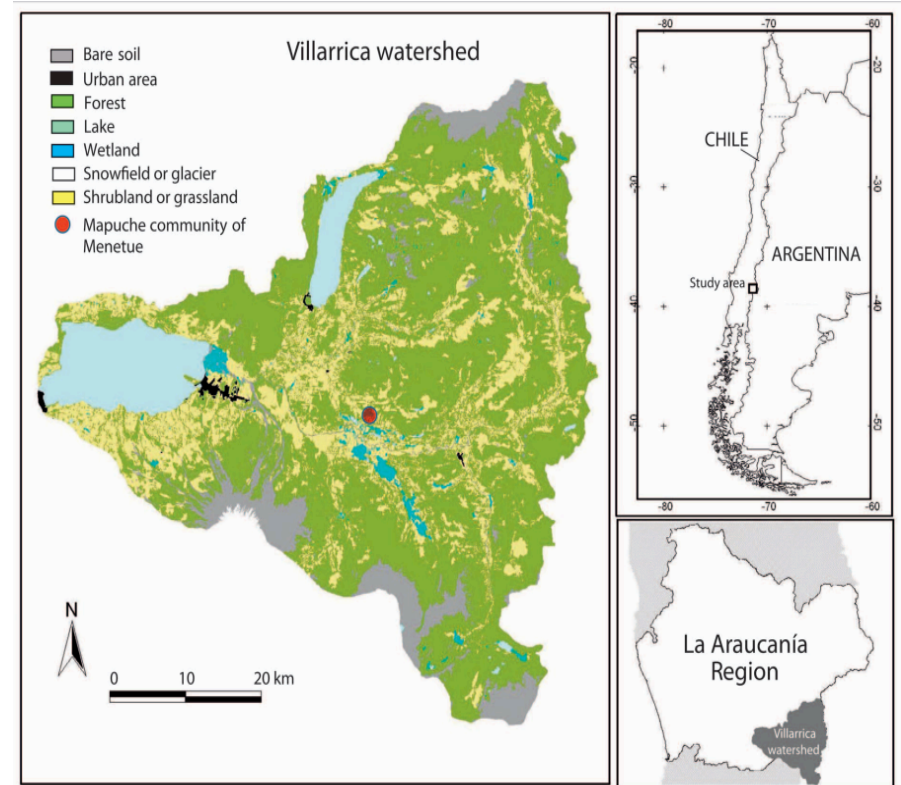 Villarrica watershed
Bare soil
Urban area
Forest
Lake
Wetland
Snowfield or glacier
Shrubland or grassland
Mapuche community of
Menetue
N
0 10 20 km
-80 -70 -60
-20 -20
CHILE
-30 -30
ARGENTINA
Study area
-40 -40
-50 -50
-80 -70 -60
La Araucanía
Region
Villarrica
watershed